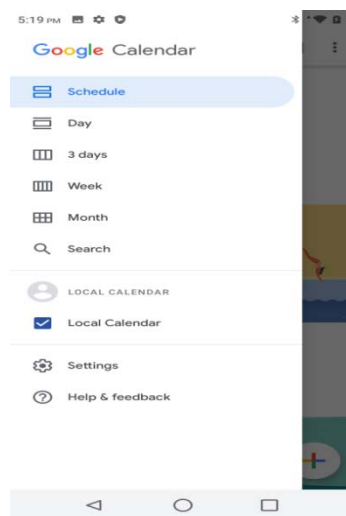 5:19 PM
Google Calendar
Schedule
Day
3 days
Week
Month
Search
LOCAL CALENDAR
Local Calendar
Settings
Help & feedback